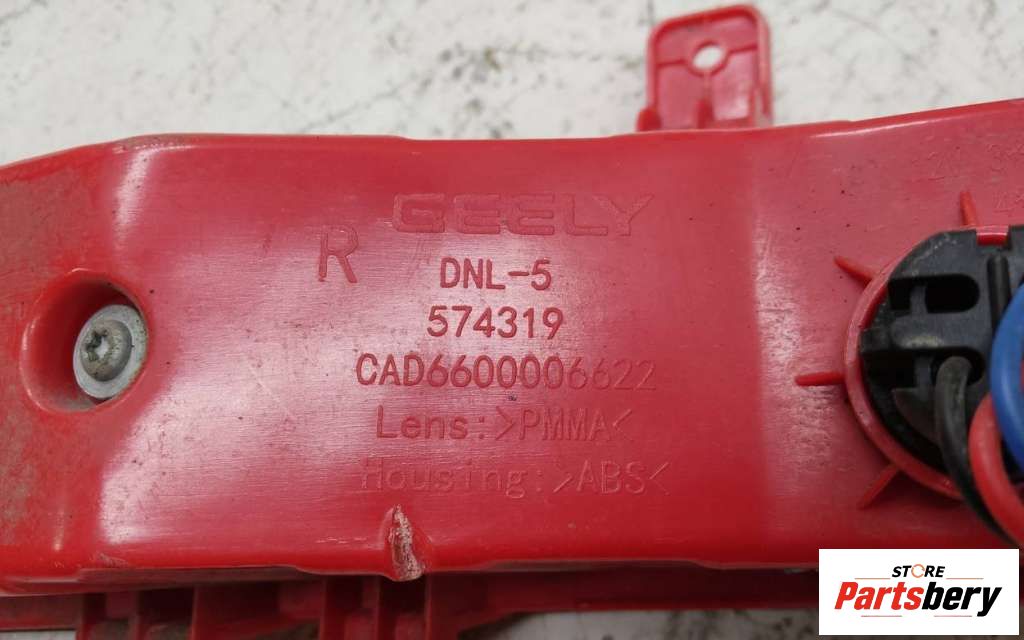 GEELY
R
DNL-5
574319
CAD6600006622
Lens:>PMMA<
Housing:>ABS<
STORE
Partsbery